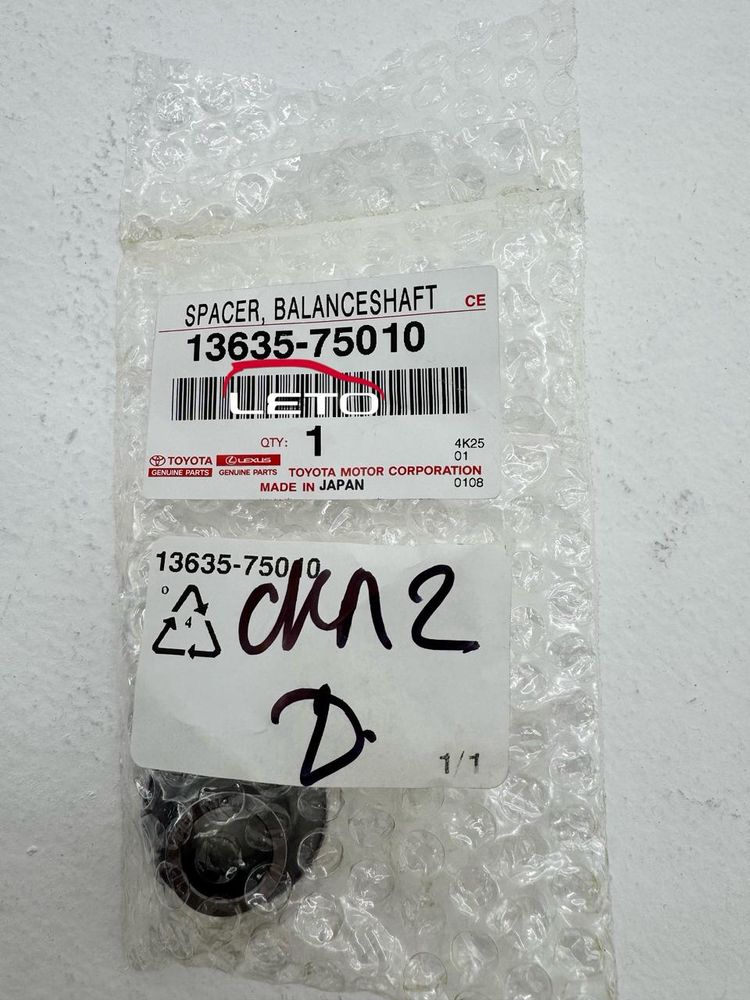 SPACER, BALANCESHAFT CE
13635-75010
LETO
QTY: 1
4K25
01
TOYOTA LEXUS
GENUINE PARTS GENUINE PARTS TOYOTA MOTOR CORPORATION 0108
MADE IN JAPAN
13635-75010
4
скл 2
D.
1/1